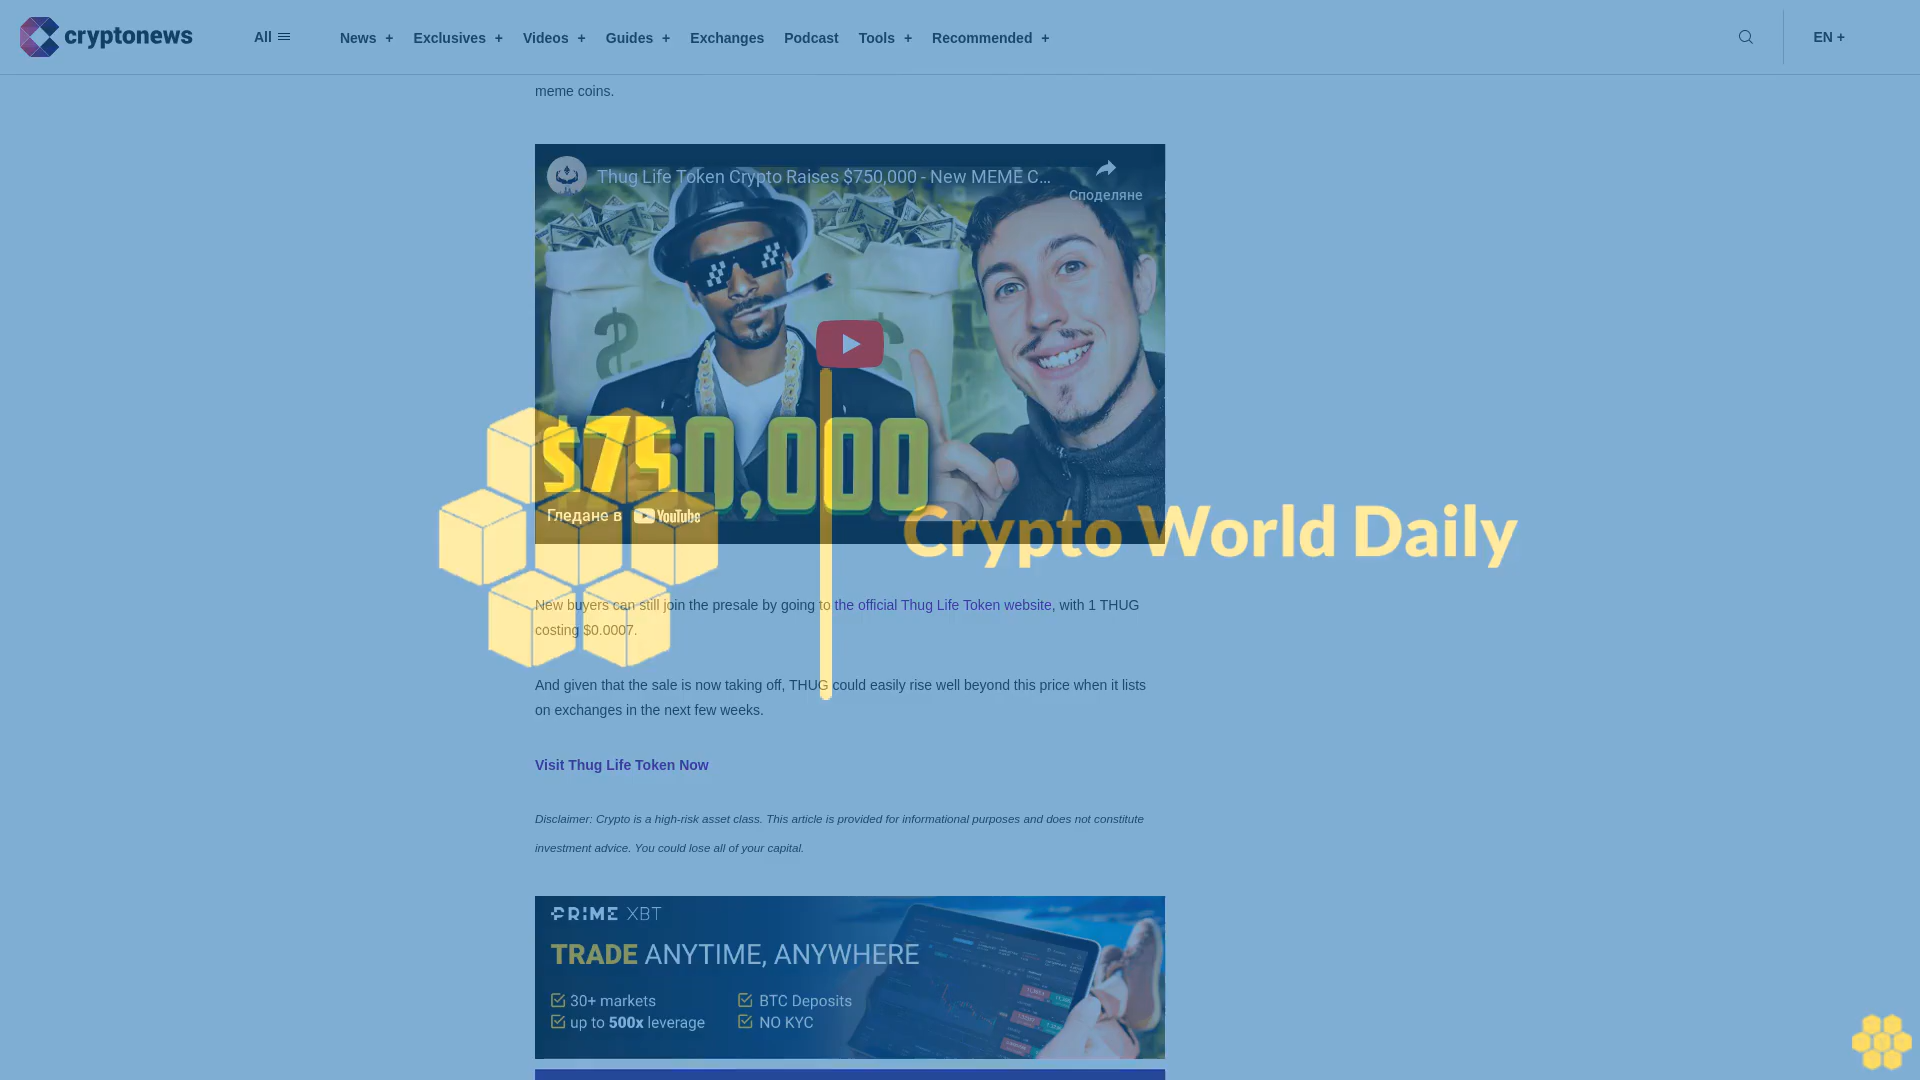 cryptonews
All
News +
Exclusives +
Videos +
Guides +
Exchanges
Podcast
Tools +
Recommended +
EN +
meme coins.
Thug Life Token Crypto Raises $750,000 - New MEME C...
Споделяне
$750,000
Гледане в YouTube
Crypto World Daily
New buyers can still join the presale by going to the official Thug Life Token website, with 1 THUG
costing $0.0007.
And given that the sale is now taking off, THUG could easily rise well beyond this price when it lists
on exchanges in the next few weeks.
Visit Thug Life Token Now
Disclaimer: Crypto is a high-risk asset class. This article is provided for informational purposes and does not constitute
investment advice. You could lose all of your capital.
PRIME XBT
TRADE ANYTIME, ANYWHERE
30+ markets
BTC Deposits
up to 500x leverage
NO KYC